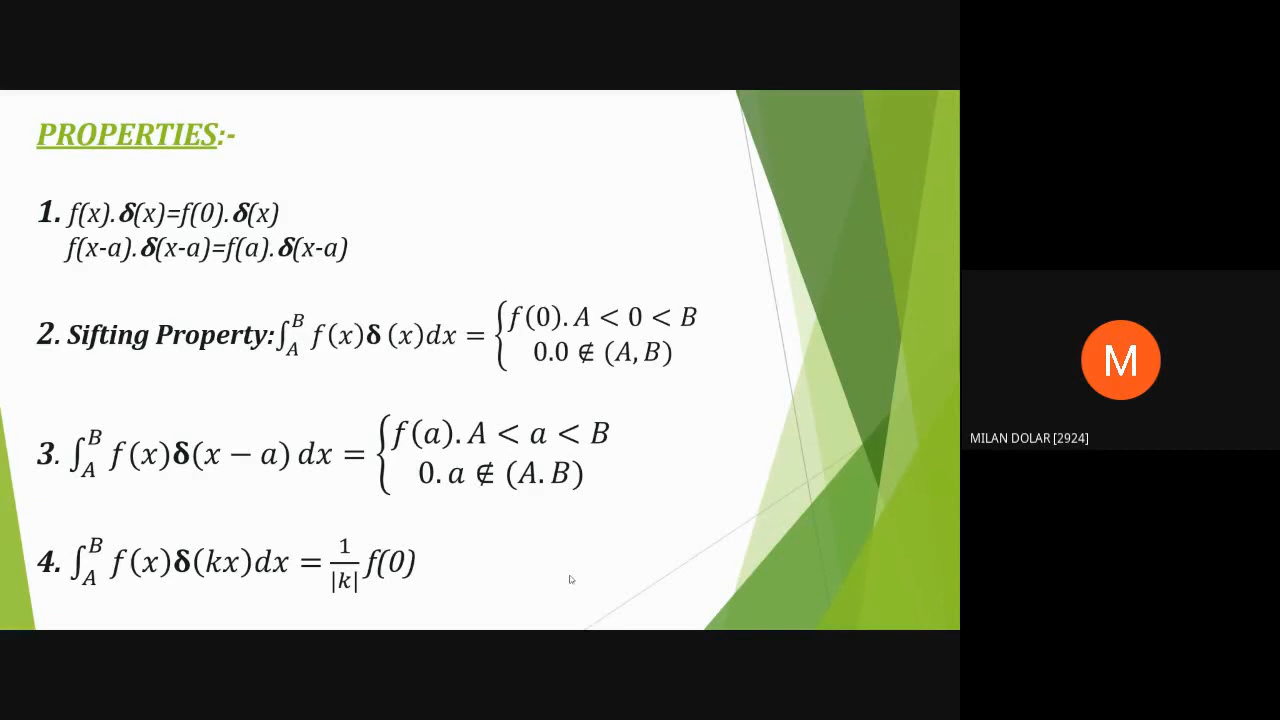 PROPERTIES:-
1. f(x).δ(x)=f(0).δ(x)
f(x-a).δ(x-a)=f(a).δ(x-a)
2. Sifting Property:∫_A^B f(x)δ (x)dx = { f(0). A < 0 < B
0.0 ∉ (A, B)
3. ∫_A^B f(x)δ(x − a) dx = { f(a). A < a < B
0. a ∉ (A. B)
4. ∫_A^B f(x)δ(kx)dx = 1/|k| f(0)
M
MILAN DOLAR [2924]